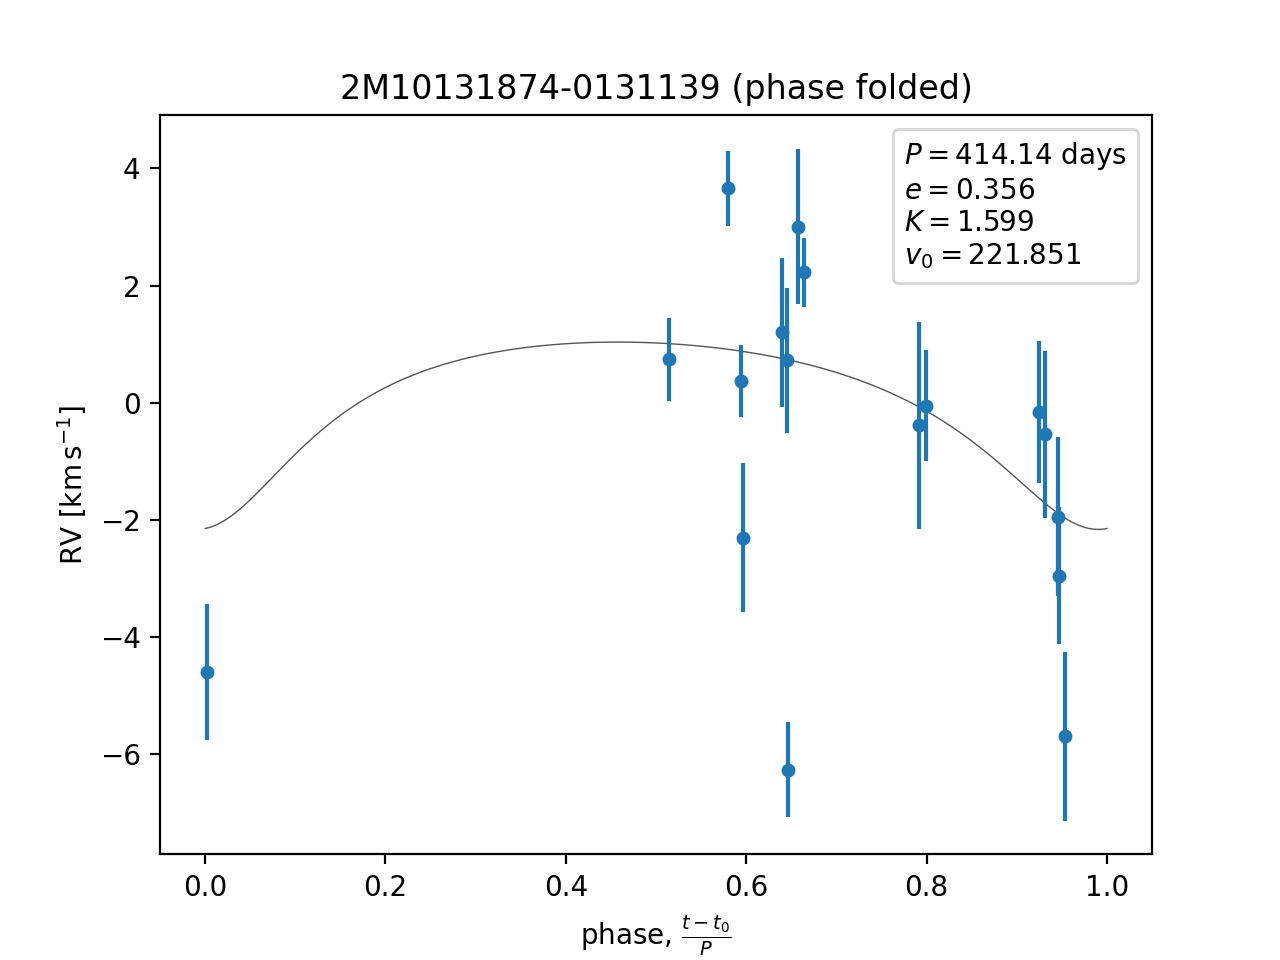 2M10131874-0131139 (phase folded)
P = 414.14 days
e = 0.356
K = 1.599
v₀ = 221.851
4
2
0
−2
−4
−6
RV [km s⁻¹]
0.0 0.2 0.4 0.6 0.8 1.0
phase, (t − t₀)/P